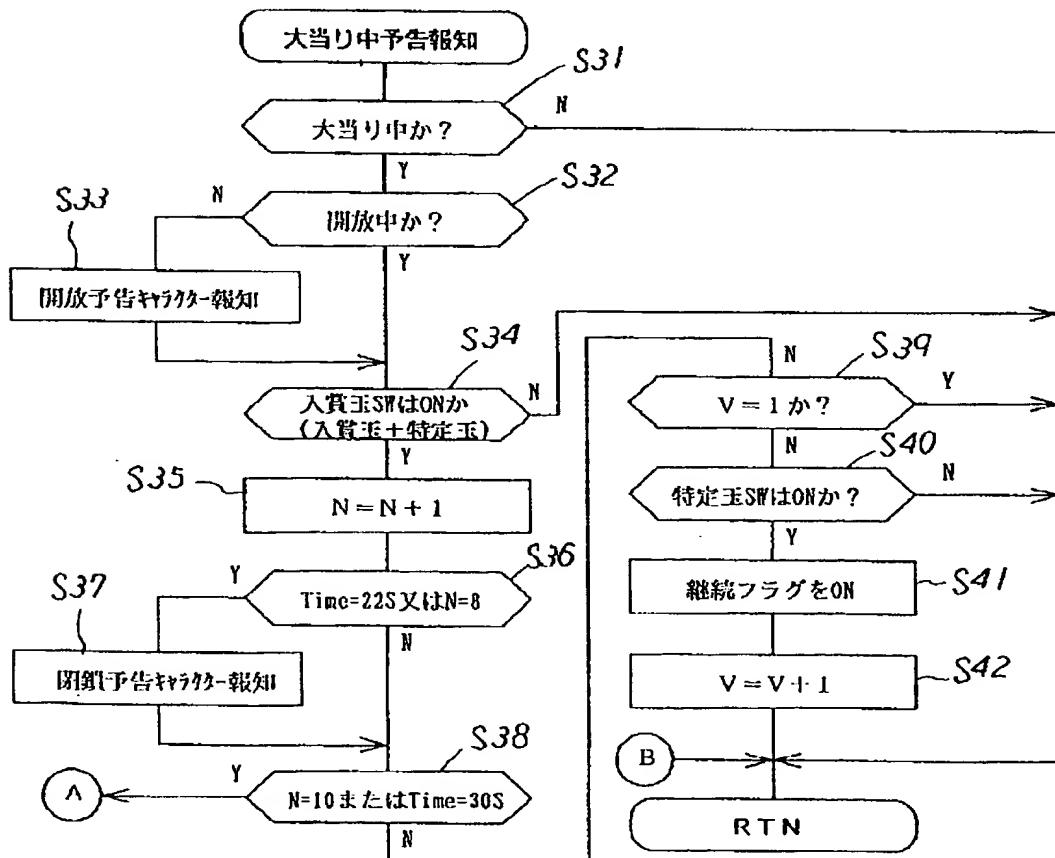 大当り中予告報知
S31
大当り中か？
N
Y
S32
開放中か？
N
Y
S33
開放予告キャラクター報知
S34
入賞玉SWはONか
(入賞玉＋特定玉)
N
Y
S35
N＝N＋1
S36
Time=22S又はN=8
Y
N
S37
閉鎖予告キャラクター報知
S38
N=10またはTime=30S
Y
A
N
N
S39
V＝1か？
Y
N
S40
特定玉SWはONか？
N
Y
継続フラグをON
S41
V＝V＋1
S42
B
RTN